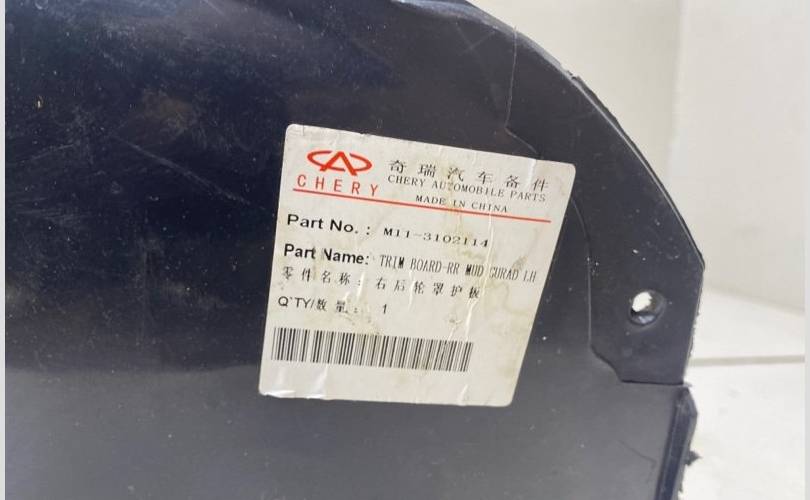 CHERY
奇瑞汽车备件
CHERY AUTOMOBILE PARTS
MADE IN CHINA
Part No.: M11-3102114
Part Name: TRIM BOARD-RR MUD GURAD LH
零件名称: 右后轮罩护板
Q'TY/数量: 1